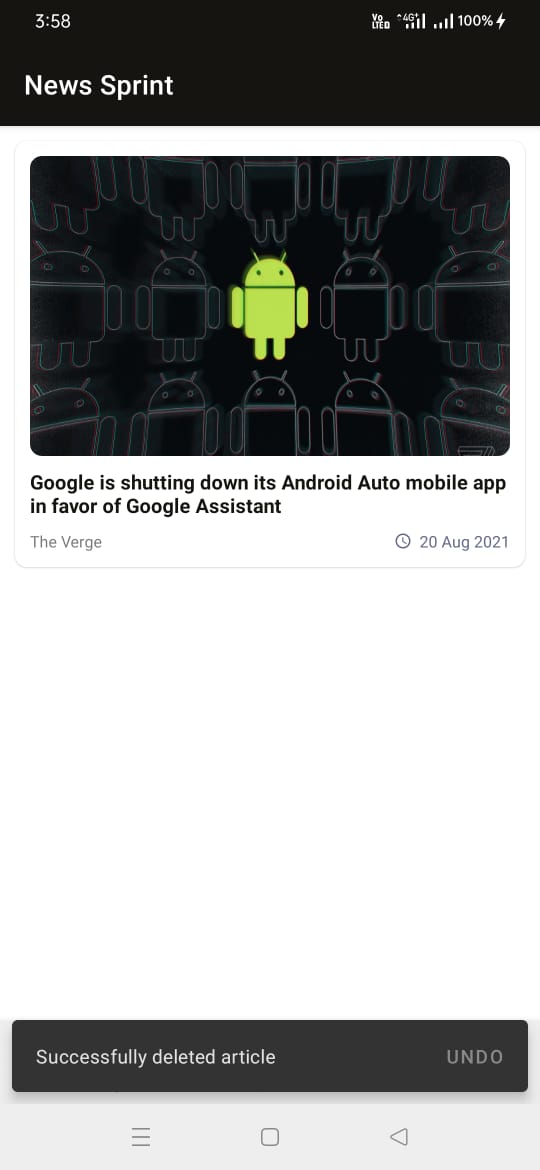 3:58
Vo LTED 4G+ 100%
News Sprint
Google is shutting down its Android Auto mobile app
in favor of Google Assistant
The Verge
20 Aug 2021
Successfully deleted article
UNDO